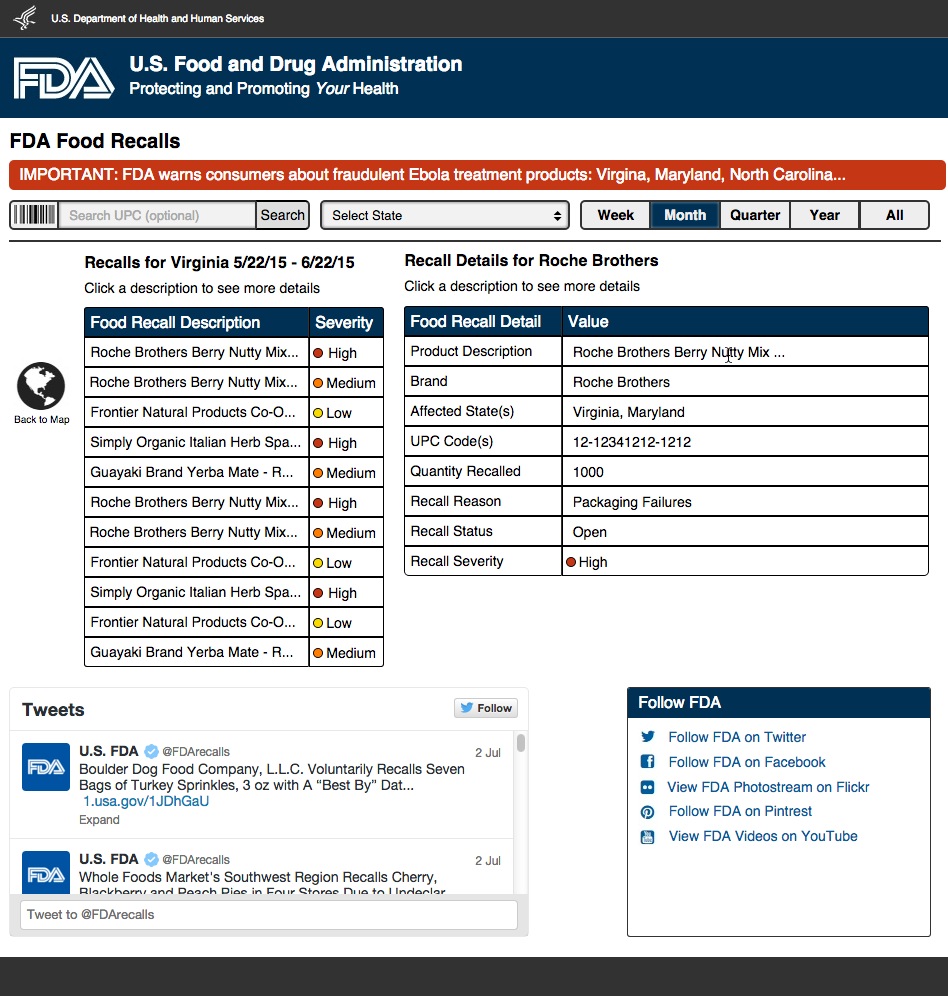 U.S. Department of Health and Human Services
FDA
U.S. Food and Drug Administration
Protecting and Promoting Your Health
FDA Food Recalls
IMPORTANT: FDA warns consumers about fraudulent Ebola treatment products: Virgina, Maryland, North Carolina...
Search UPC (optional) Search Select State Week Month Quarter Year All
Recalls for Virginia 5/22/15 - 6/22/15
Click a description to see more details
Food Recall Description Severity
Roche Brothers Berry Nutty Mix... High
Roche Brothers Berry Nutty Mix... Medium
Frontier Natural Products Co-O... Low
Simply Organic Italian Herb Spa... High
Guayaki Brand Yerba Mate - R... Medium
Roche Brothers Berry Nutty Mix... High
Roche Brothers Berry Nutty Mix... Medium
Frontier Natural Products Co-O... Low
Simply Organic Italian Herb Spa... High
Frontier Natural Products Co-O... Low
Guayaki Brand Yerba Mate - R... Medium
Back to Map
Recall Details for Roche Brothers
Click a description to see more details
Food Recall Detail Value
Product Description Roche Brothers Berry Nutty Mix ...
Brand Roche Brothers
Affected State(s) Virginia, Maryland
UPC Code(s) 12-12341212-1212
Quantity Recalled 1000
Recall Reason Packaging Failures
Recall Status Open
Recall Severity High
Tweets Follow
FDA
U.S. FDA @FDArecalls 2 Jul
Boulder Dog Food Company, L.L.C. Voluntarily Recalls Seven
Bags of Turkey Sprinkles, 3 oz with A “Best By” Dat...
1.usa.gov/1JDhGaU
Expand
FDA
U.S. FDA @FDArecalls 2 Jul
Whole Foods Market's Southwest Region Recalls Cherry,
Blackberry and Peach Pies in Four Stores Due to Undeclar
Tweet to @FDArecalls
Follow FDA
Follow FDA on Twitter
Follow FDA on Facebook
View FDA Photostream on Flickr
Follow FDA on Pintrest
View FDA Videos on YouTube